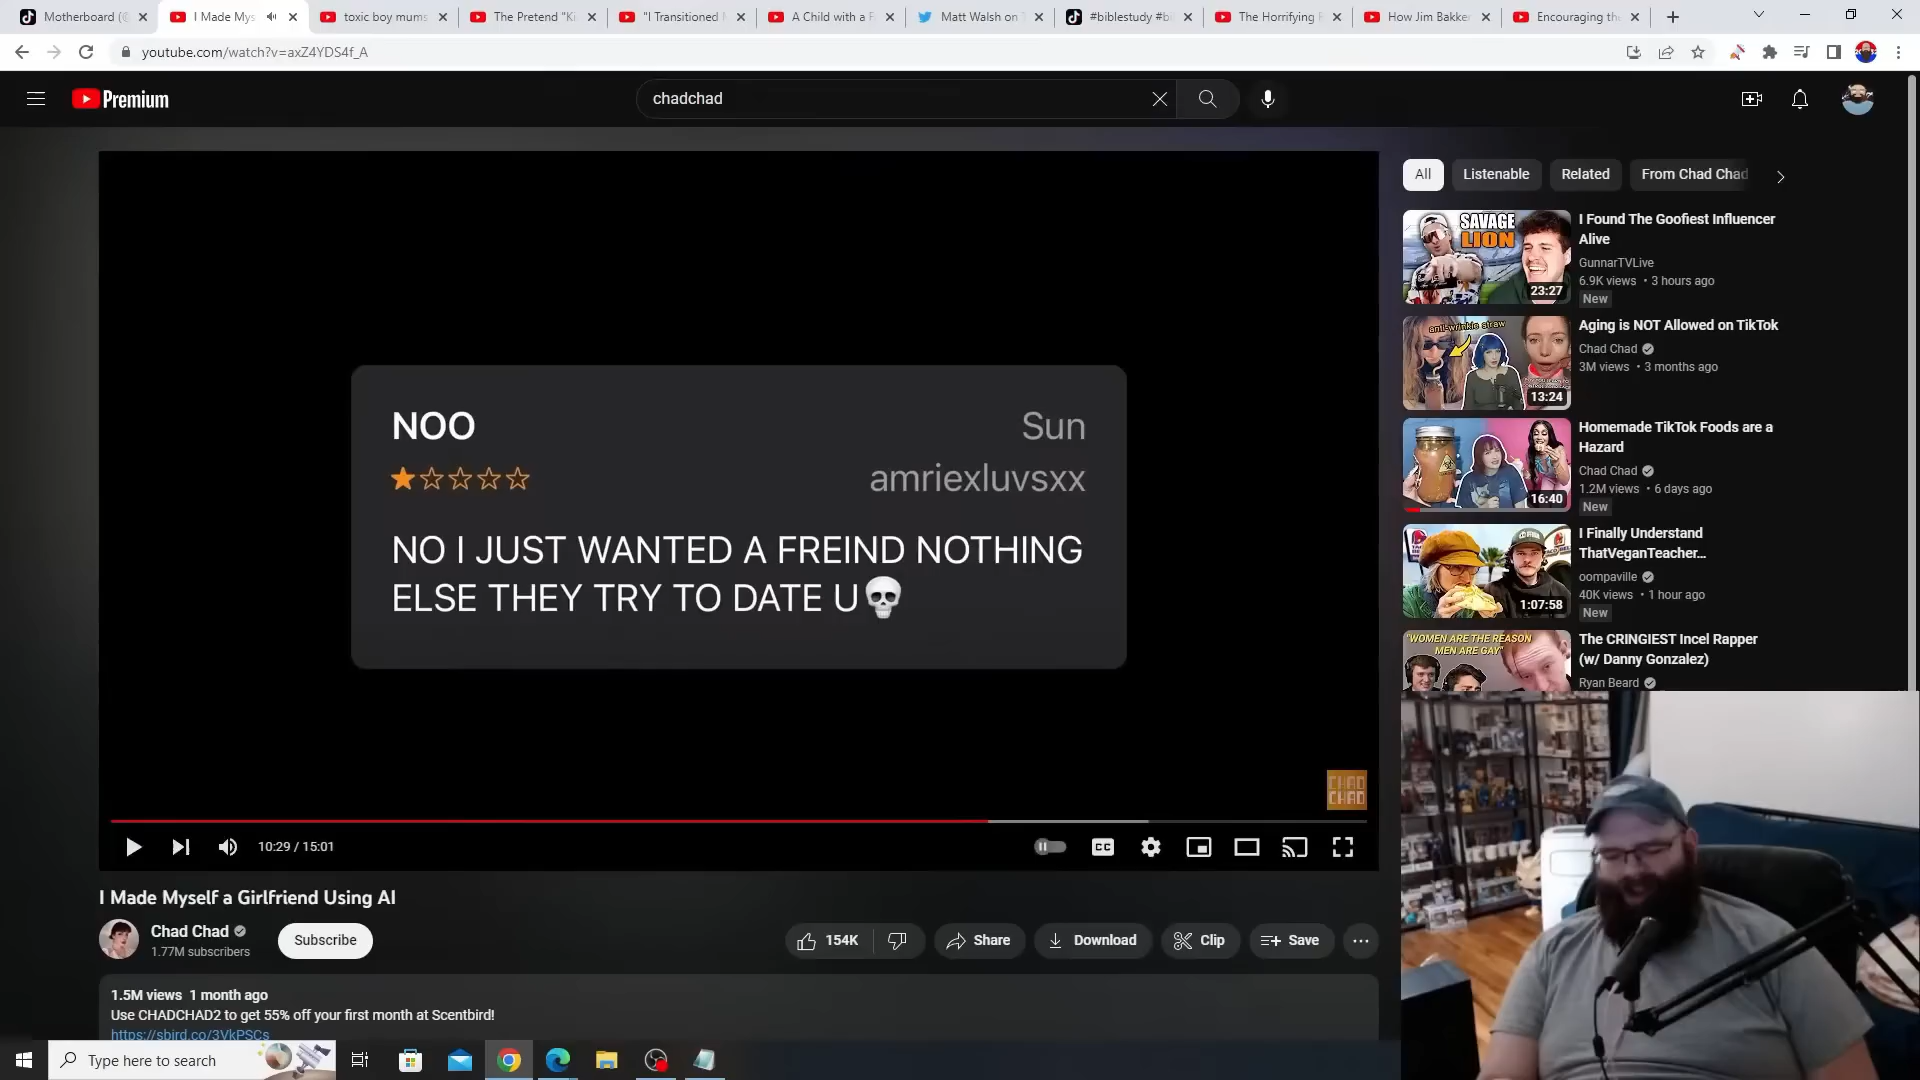 Motherboard (@
I Made Mys
toxic boy mums
The Pretend "Ki
"I Transitioned
A Child with a F
Matt Walsh on
#biblestudy #bi
The Horrifying
How Jim Bakker
Encouraging th
youtube.com/watch?v=axZ4YDS4f_A
Premium
chadchad
All
Listenable
Related
From Chad Chad
NOO
Sun
amriexluvsxx
NO I JUST WANTED A FREIND NOTHING
ELSE THEY TRY TO DATE U💀
CHAD
CHAD
10:29 / 15:01
CC
I Made Myself a Girlfriend Using AI
Chad Chad
1.77M subscribers
Subscribe
154K
Share
Download
Clip
Save
1.5M views 1 month ago
Use CHADCHAD2 to get 55% off your first month at Scentbird!
https://sbird.co/3VkPSCs
SAVAGE
LION
23:27
I Found The Goofiest Influencer
Alive
GunnarTVLive
6.9K views • 3 hours ago
New
anti-wrinkle straw
13:24
Aging is NOT Allowed on TikTok
Chad Chad
3M views • 3 months ago
16:40
Homemade TikTok Foods are a
Hazard
Chad Chad
1.2M views • 6 days ago
New
1:07:58
I Finally Understand
ThatVeganTeacher...
oompaville
40K views • 1 hour ago
New
"WOMEN ARE THE REASON
MEN ARE GAY"
The CRINGIEST Incel Rapper
(w/ Danny Gonzalez)
Ryan Beard
Type here to search